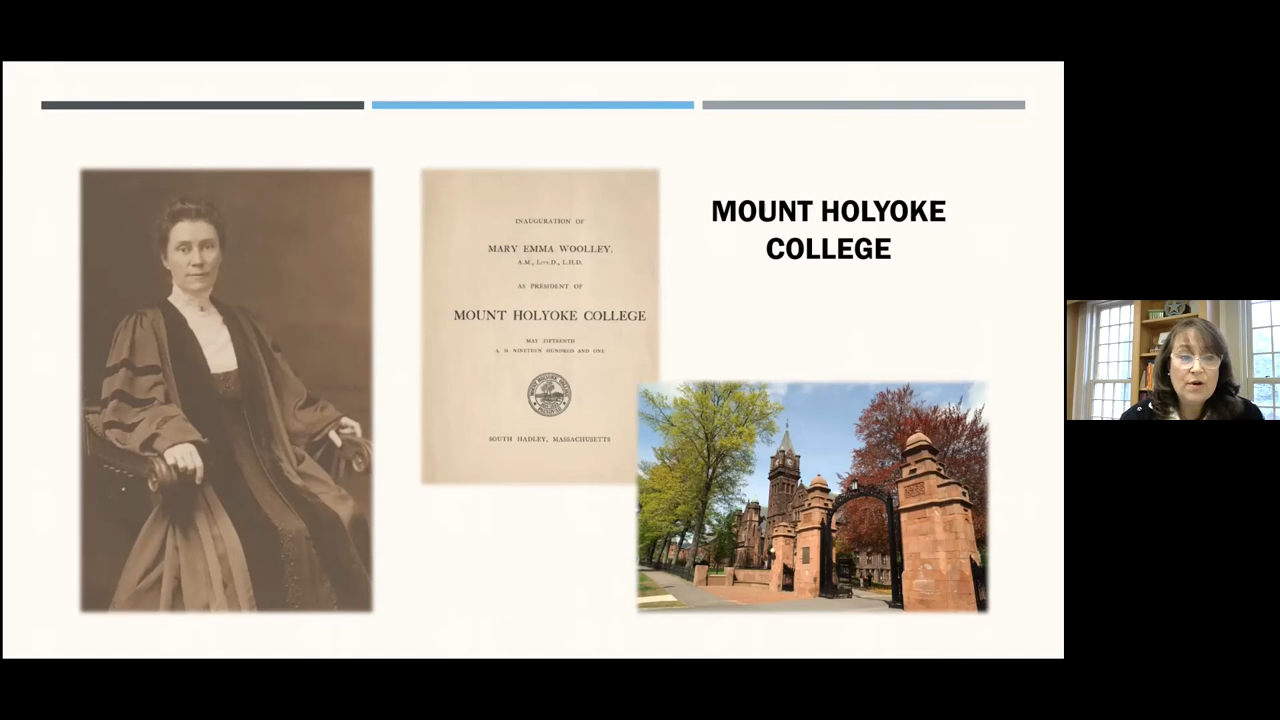 INAUGURATION OF
MARY EMMA WOOLLEY.
A.M., LITT.D., L.H.D.
AS PRESIDENT OF
MOUNT HOLYOKE COLLEGE
MAY FIFTEENTH
A. D. NINETEEN HUNDRED AND ONE
SOUTH HADLEY, MASSACHUSETTS
MOUNT HOLYOKE
COLLEGE